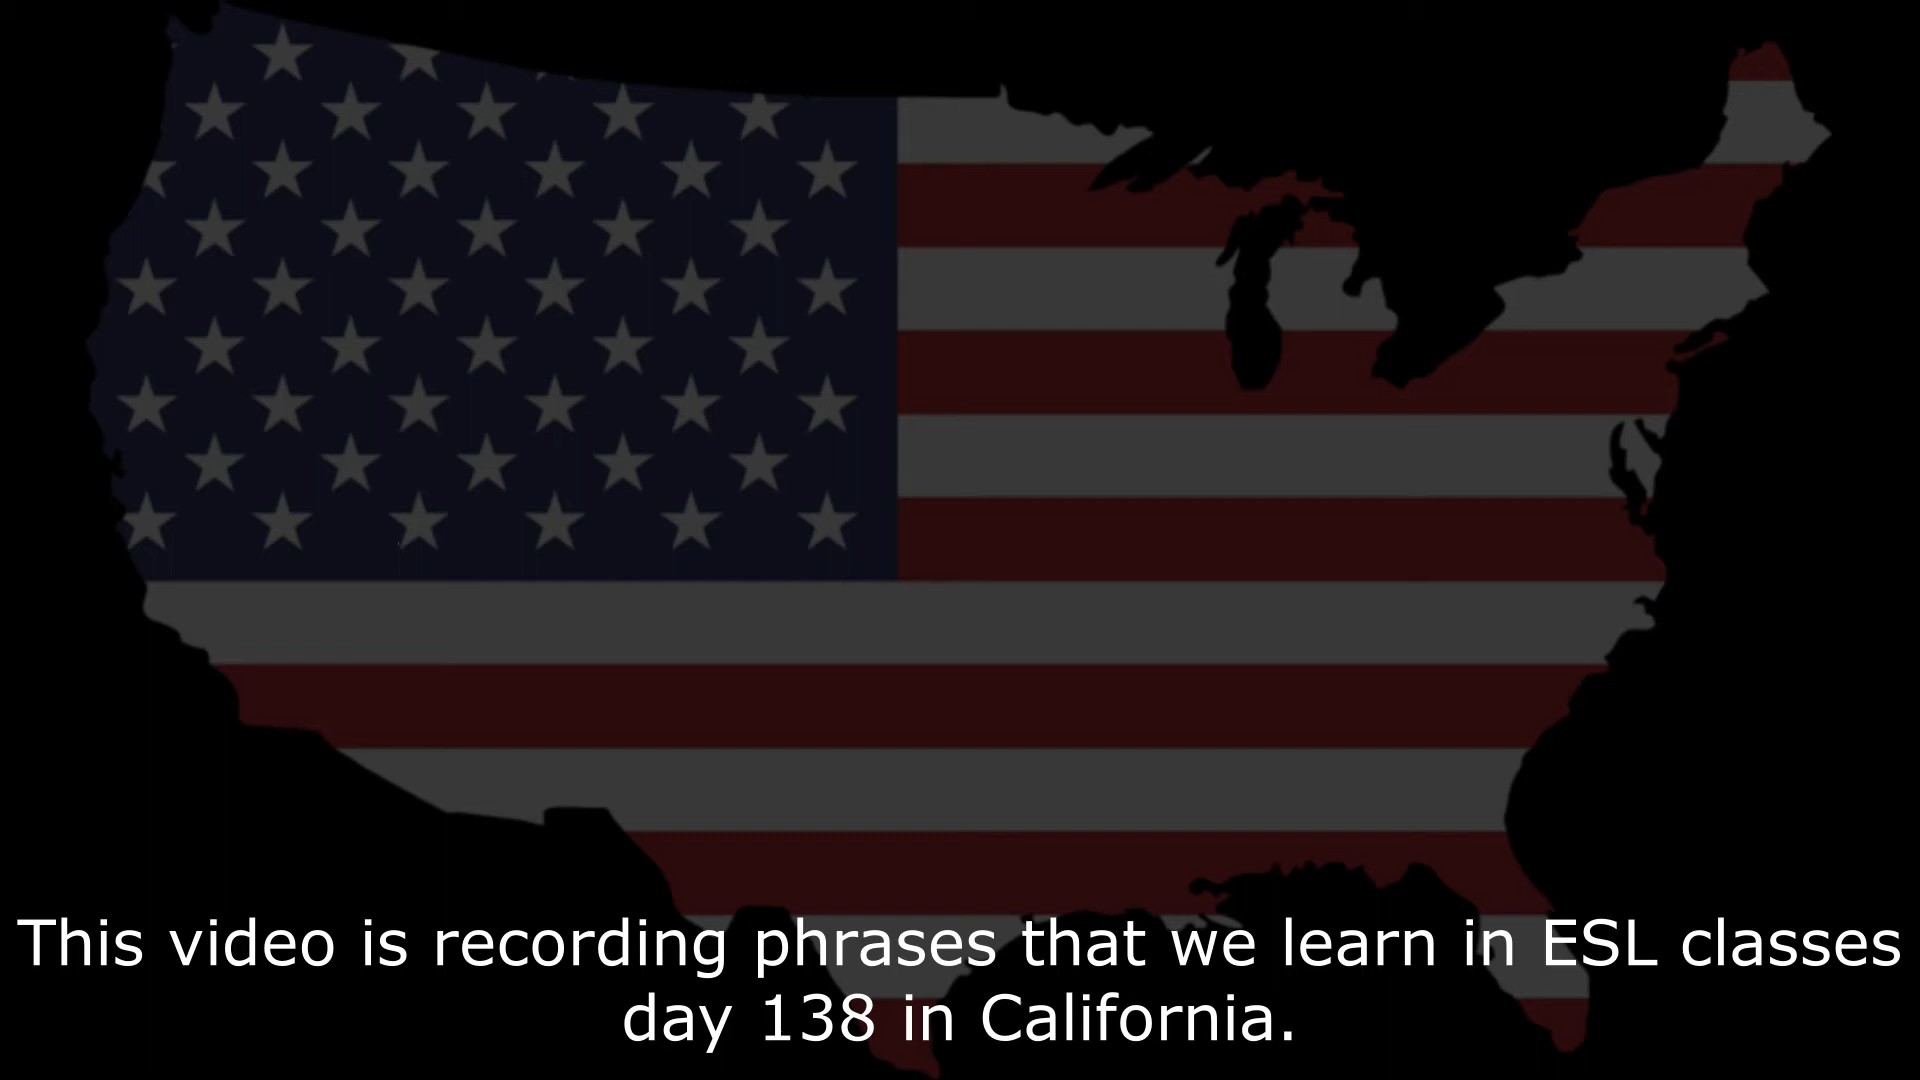 This video is recording phrases that we learn in ESL classes
day 138 in California.